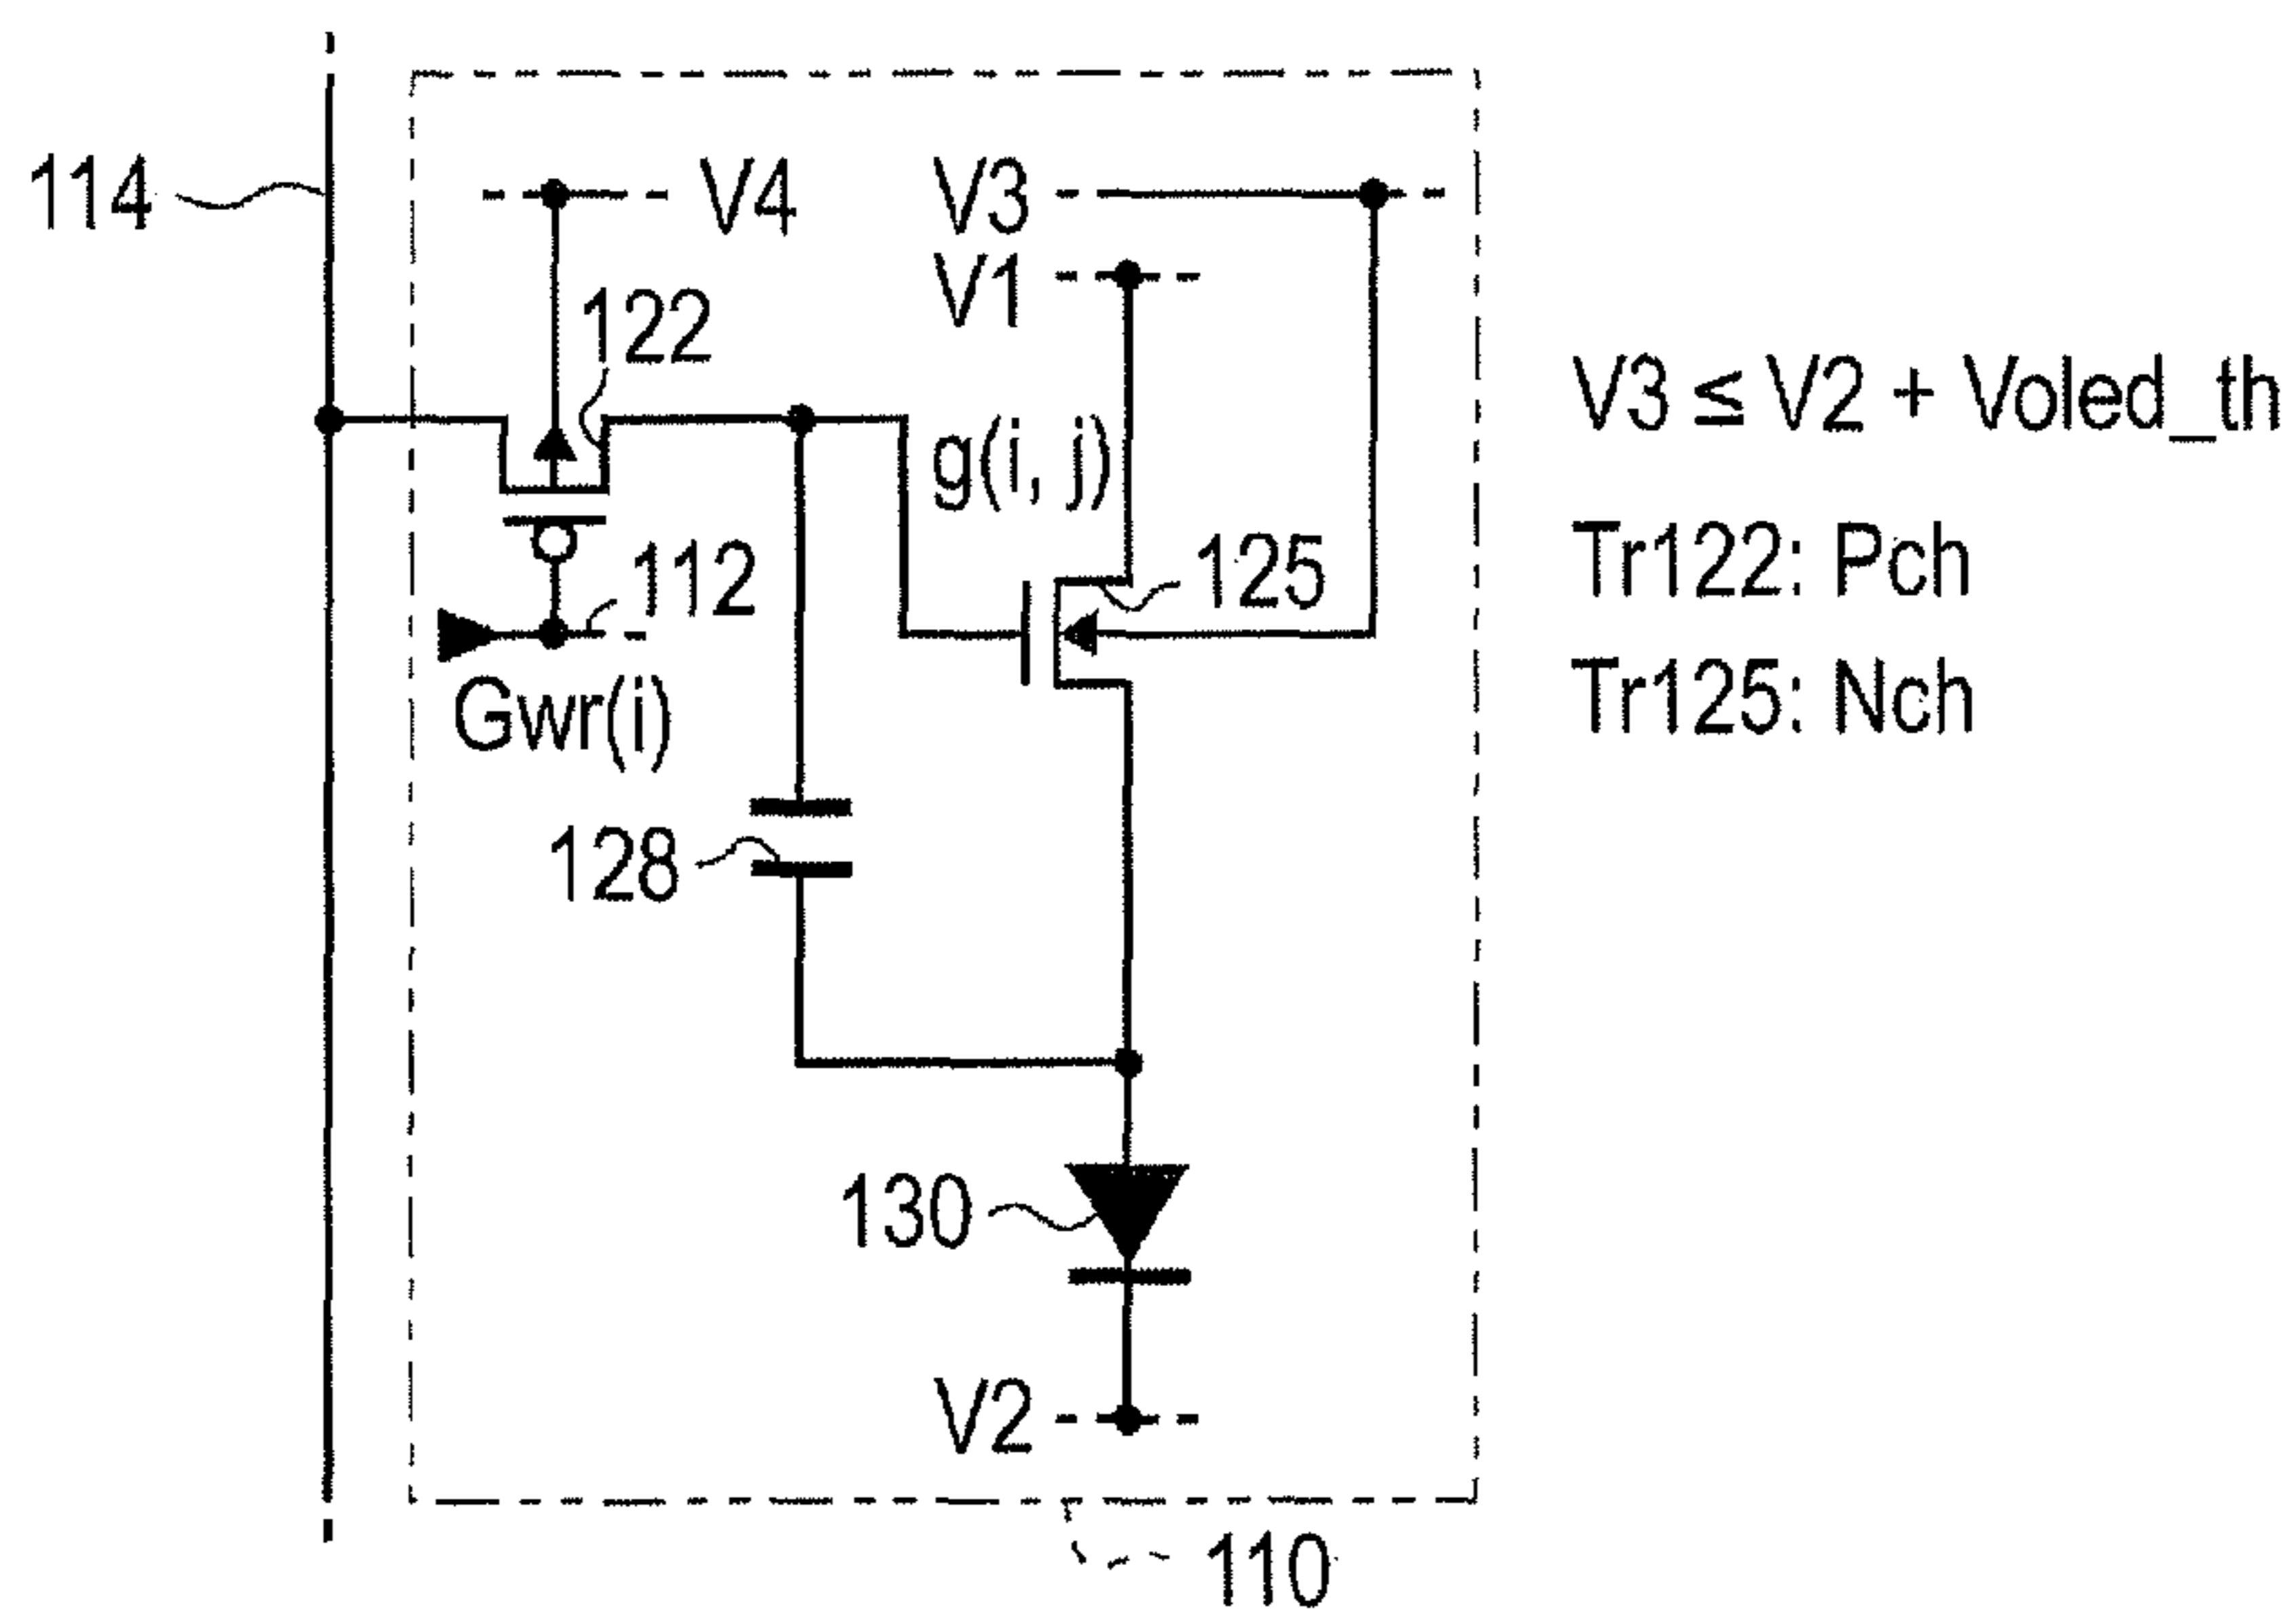 114
V4
V3
V1
122
g(i, j)
V3 ≤ V2 + Voled_th
112
125
Tr122: Pch
Gwr(i)
Tr125: Nch
128
130
V2
110